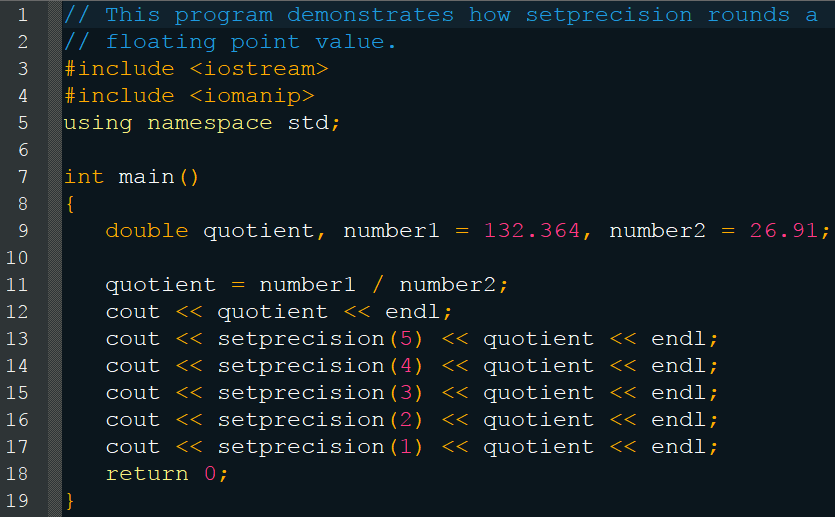 1 // This program demonstrates how setprecision rounds a
2 // floating point value.
3 #include <iostream>
4 #include <iomanip>
5 using namespace std;
6
7 int main()
8 {
9    double quotient, number1 = 132.364, number2 = 26.91;
10
11    quotient = number1 / number2;
12    cout << quotient << endl;
13    cout << setprecision(5) << quotient << endl;
14    cout << setprecision(4) << quotient << endl;
15    cout << setprecision(3) << quotient << endl;
16    cout << setprecision(2) << quotient << endl;
17    cout << setprecision(1) << quotient << endl;
18    return 0;
19 }